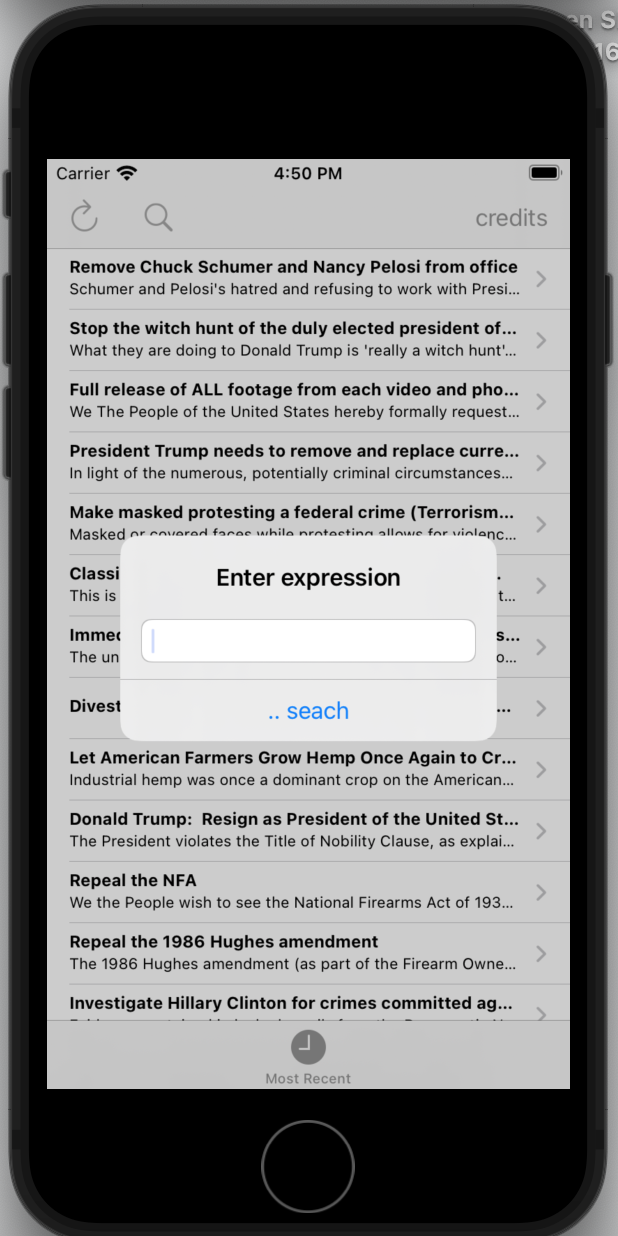 en S
16
Carrier 4:50 PM
credits
Remove Chuck Schumer and Nancy Pelosi from office
Schumer and Pelosi's hatred and refusing to work with Presi...
Stop the witch hunt of the duly elected president of...
What they are doing to Donald Trump is 'really a witch hunt'...
Full release of ALL footage from each video and pho...
We The People of the United States hereby formally request...
President Trump needs to remove and replace curre...
In light of the numerous, potentially criminal circumstances...
Make masked protesting a federal crime (Terrorism...
Masked or covered faces while protesting allows for violenc...
Classi
This is t...
Enter expression
Immed s...
The un o...
Divest ...
.. seach
Let American Farmers Grow Hemp Once Again to Cr...
Industrial hemp was once a dominant crop on the American...
Donald Trump: Resign as President of the United St...
The President violates the Title of Nobility Clause, as explai...
Repeal the NFA
We the People wish to see the National Firearms Act of 193...
Repeal the 1986 Hughes amendment
The 1986 Hughes amendment (as part of the Firearm Owne...
Investigate Hillary Clinton for crimes committed ag...
Most Recent